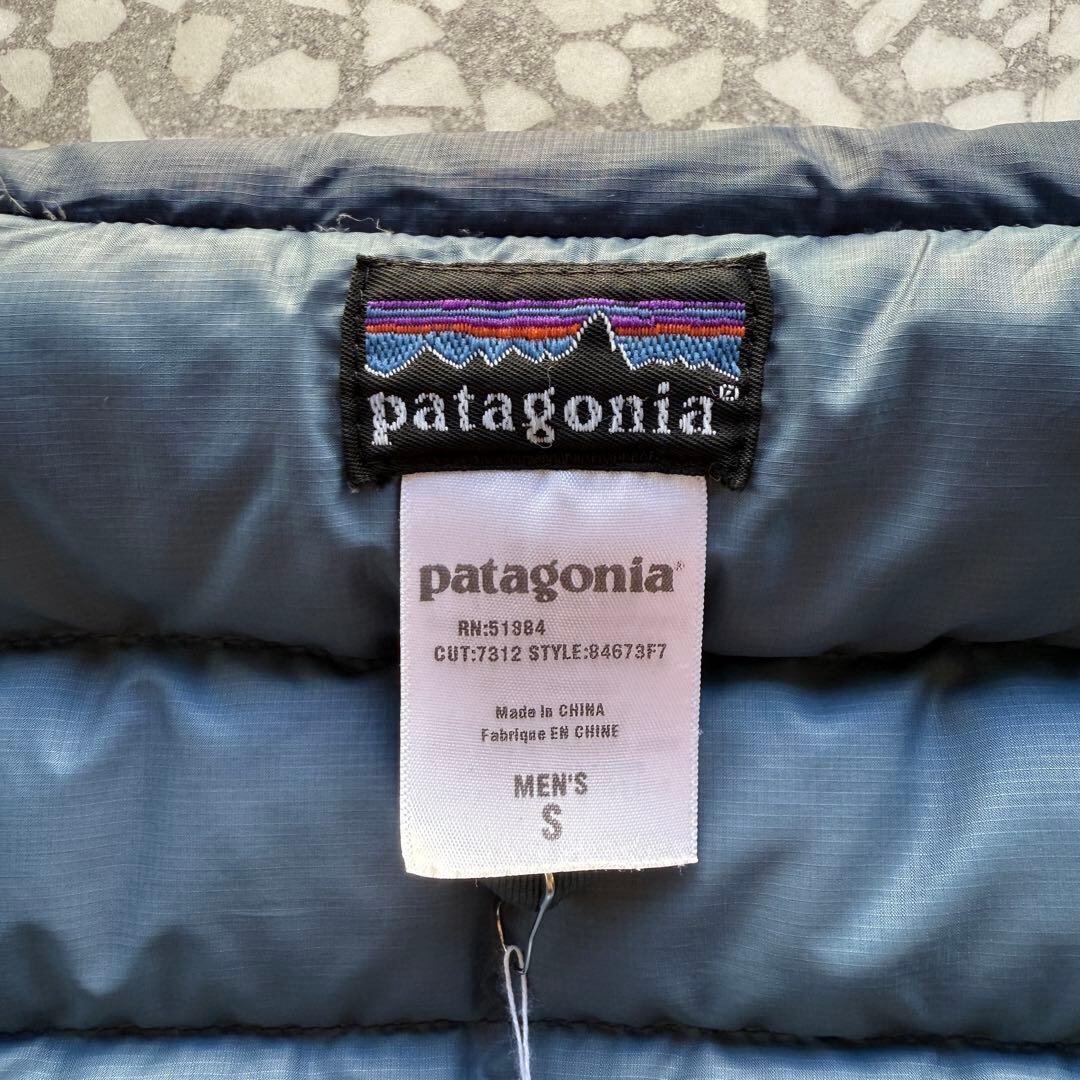 patagonia®
patagonia®
RN:51884
CUT:7312 STYLE:84673F7
Made in CHINA
Fabrique EN CHINE
MEN'S
S